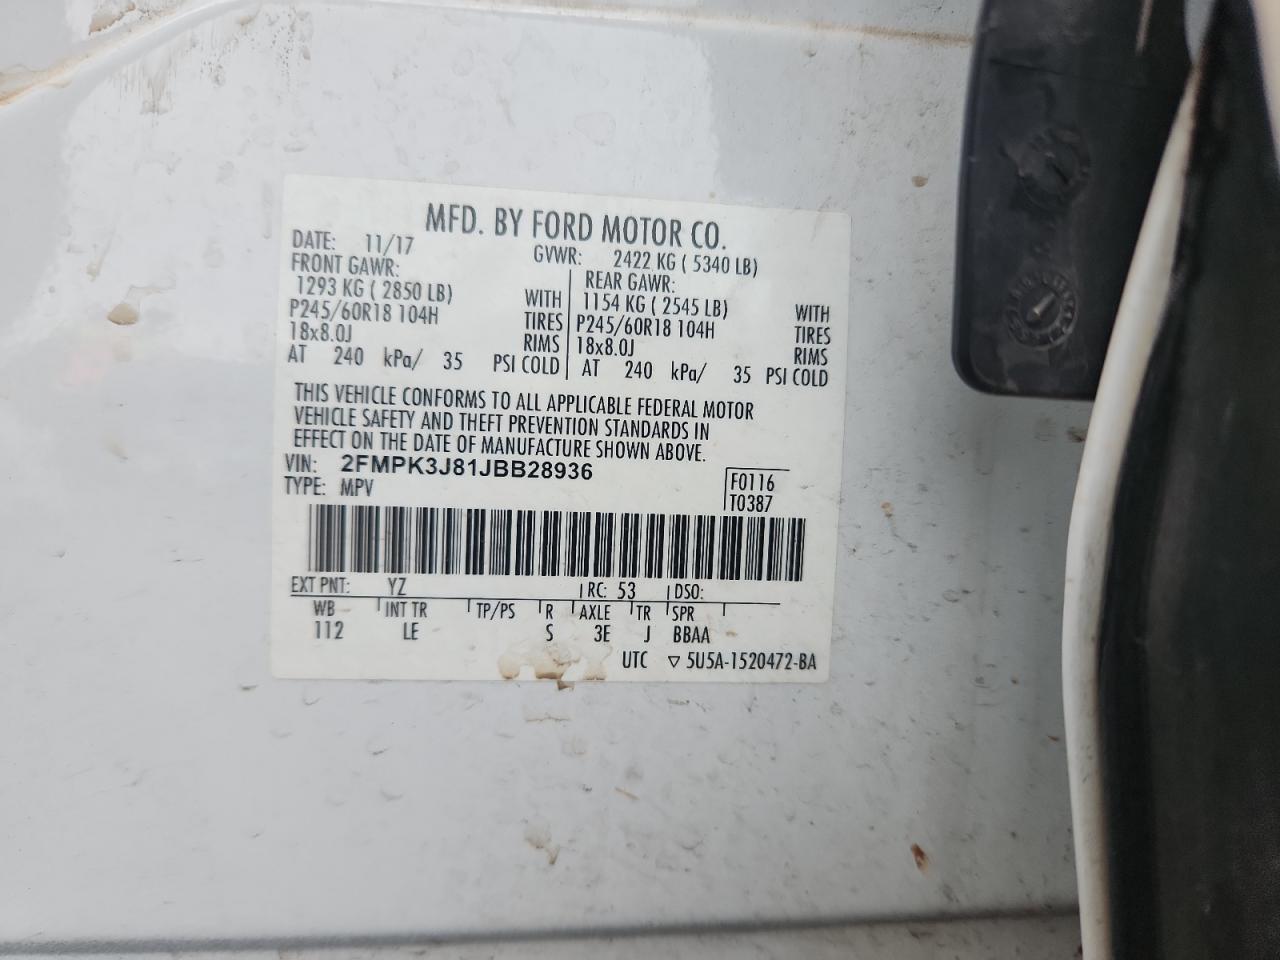 MFD. BY FORD MOTOR CO.
DATE: 11/17 GVWR: 2422 KG ( 5340 LB)
FRONT GAWR: REAR GAWR:
1293 KG ( 2850 LB) WITH 1154 KG ( 2545 LB) WITH
P245/60R18 104H TIRES P245/60R18 104H TIRES
18x8.0J RIMS 18x8.0J RIMS
AT 240 kPa/ 35 PSI COLD AT 240 kPa/ 35 PSI COLD
THIS VEHICLE CONFORMS TO ALL APPLICABLE FEDERAL MOTOR
VEHICLE SAFETY AND THEFT PREVENTION STANDARDS IN
EFFECT ON THE DATE OF MANUFACTURE SHOWN ABOVE.
VIN: 2FMPK3J81JBB28936
TYPE: MPV
F0116
T0387
EXT PNT: YZ RC: 53 DSO:
WB INT TR TP/PS R AXLE TR SPR
112 LE S 3E J BBAA
UTC ▽ 5U5A-1520472-BA